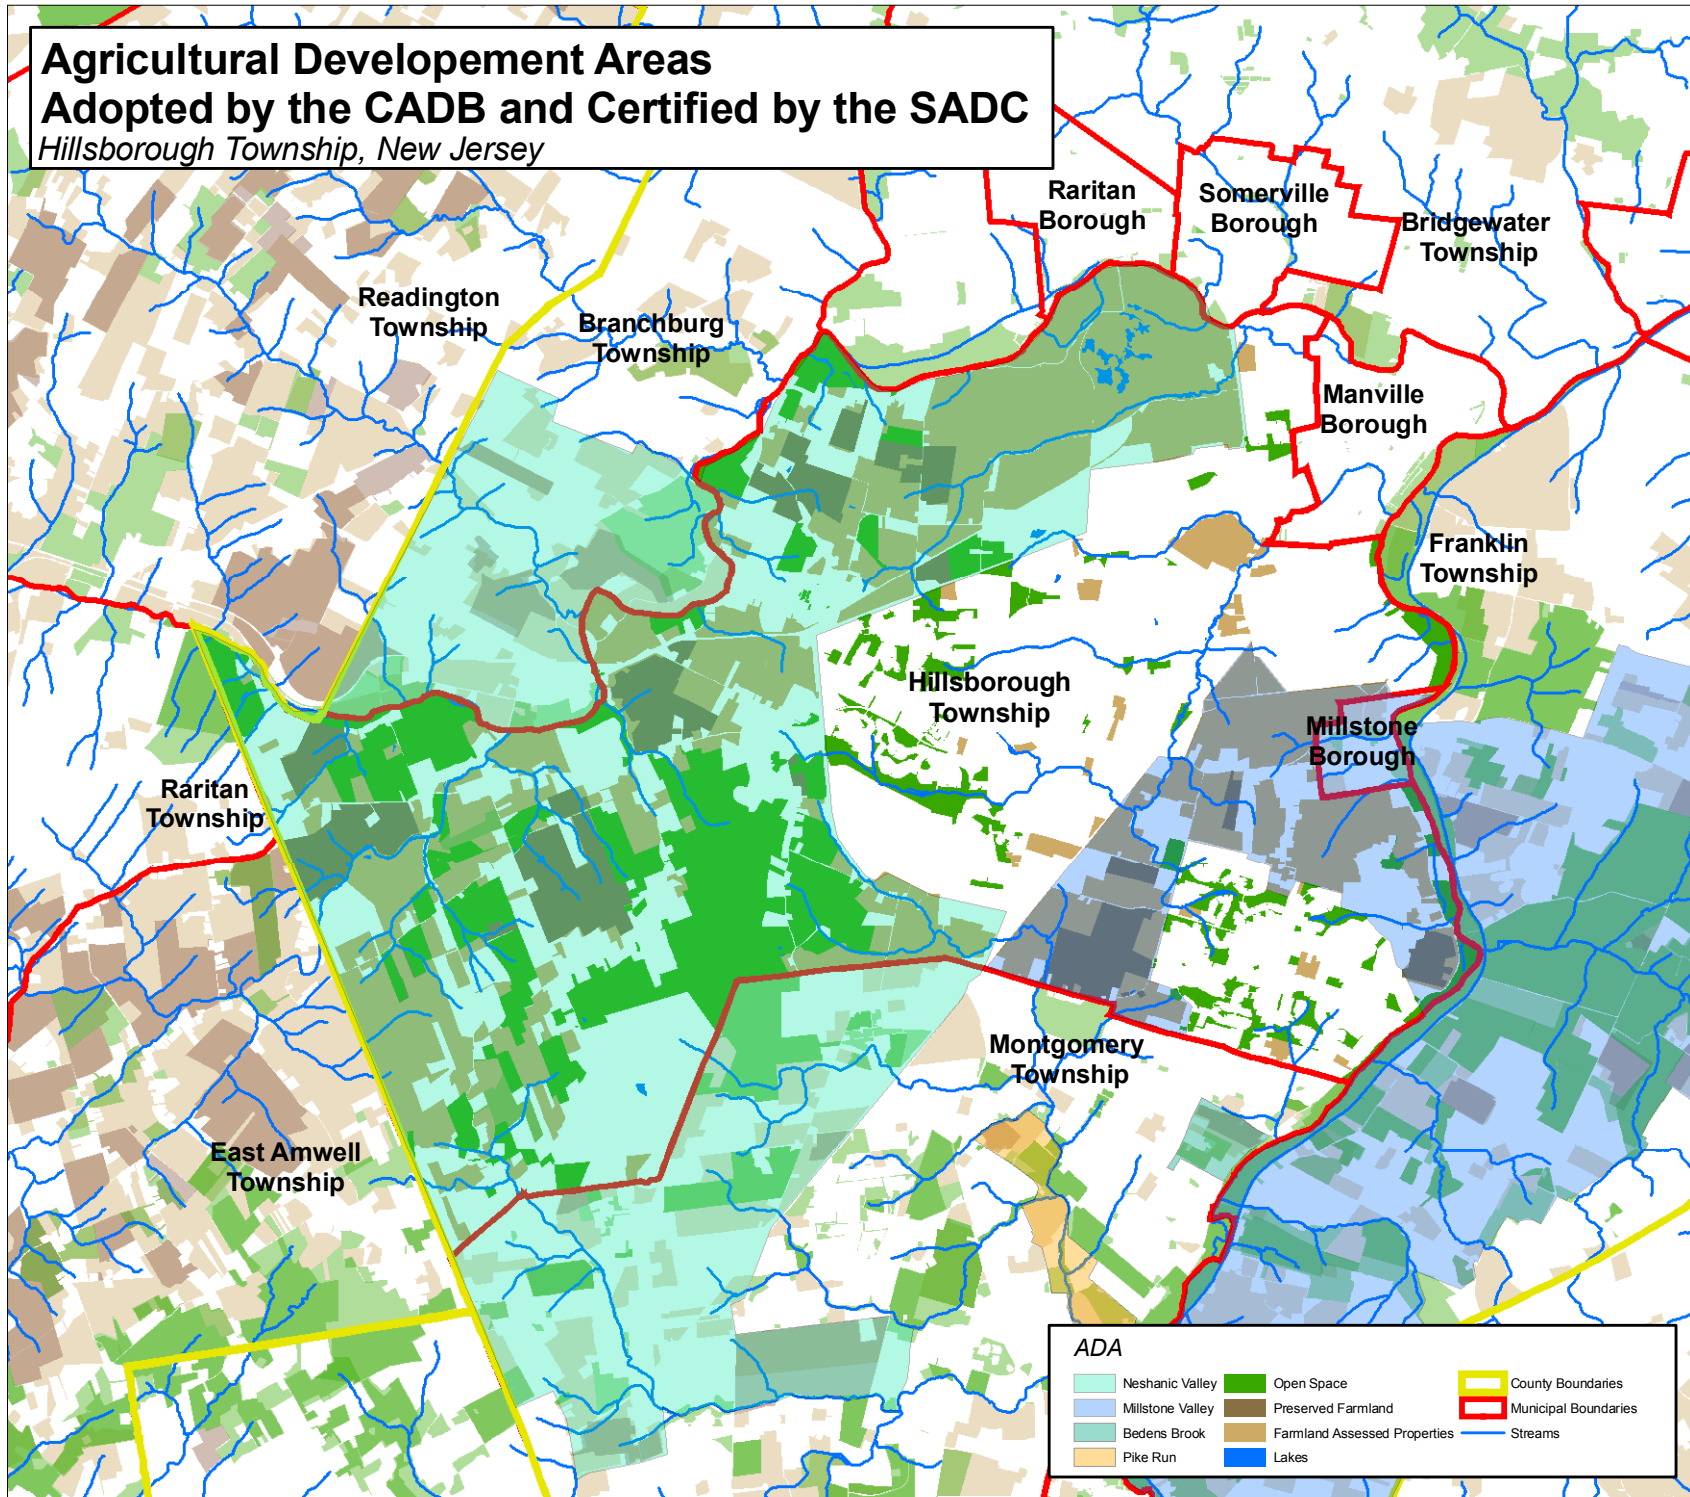 Agricultural Developement Areas
Adopted by the CADB and Certified by the SADC
Hillsborough Township, New Jersey
Raritan
Borough
Somerville
Borough
Bridgewater
Township
Readington
Township
Branchburg
Township
Manville
Borough
Franklin
Township
Hillsborough
Township
Millstone
Borough
Raritan
Township
Montgomery
Township
East Amwell
Township
ADA
Neshanic Valley
Millstone Valley
Bedens Brook
Pike Run
Open Space
Preserved Farmland
Farmland Assessed Properties
Lakes
County Boundaries
Municipal Boundaries
Streams